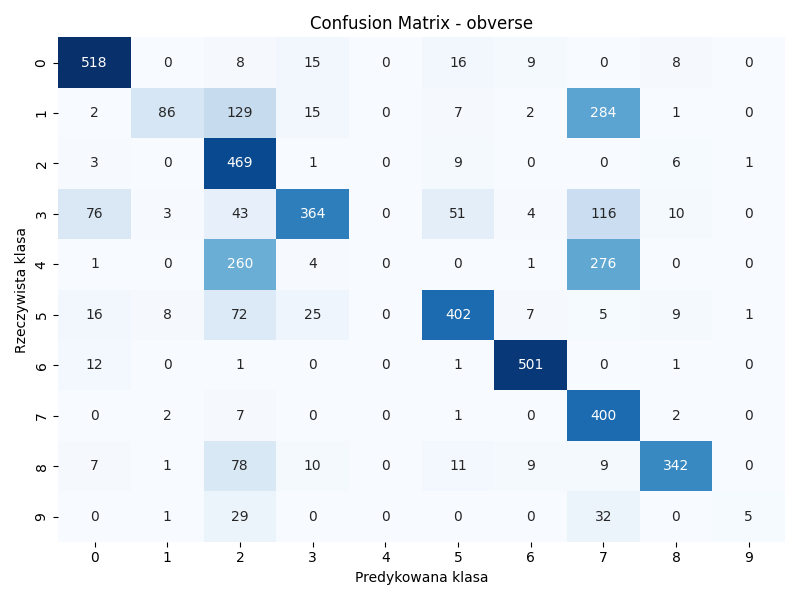 Confusion Matrix - obverse
Rzeczywista klasa
0 518 0 8 15 0 16 9 0 8 0
1 2 86 129 15 0 7 2 284 1 0
2 3 0 469 1 0 9 0 0 6 1
3 76 3 43 364 0 51 4 116 10 0
4 1 0 260 4 0 0 1 276 0 0
5 16 8 72 25 0 402 7 5 9 1
6 12 0 1 0 0 1 501 0 1 0
7 0 2 7 0 0 1 0 400 2 0
8 7 1 78 10 0 11 9 9 342 0
9 0 1 29 0 0 0 0 32 0 5
0 1 2 3 4 5 6 7 8 9
Predykowana klasa